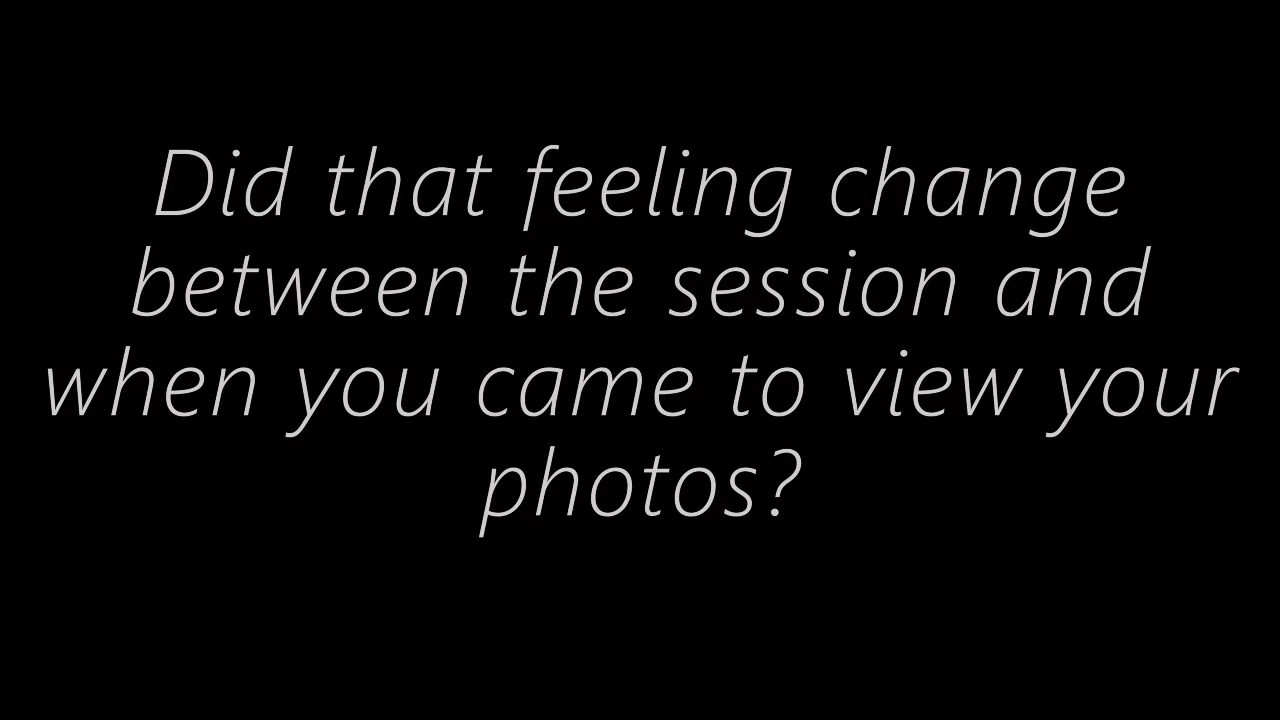 Did that feeling change
between the session and
when you came to view your
photos?